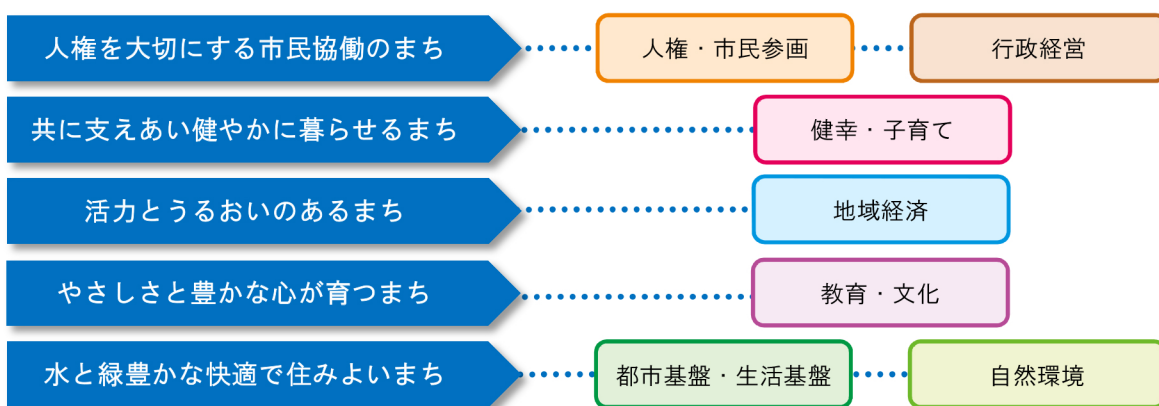 人権を大切にする市民協働のまち 人権・市民参画 行政経営
共に支えあい健やかに暮らせるまち 健幸・子育て
活力とうるおいのあるまち 地域経済
やさしさと豊かな心が育つまち 教育・文化
水と緑豊かな快適で住みよいまち 都市基盤・生活基盤 自然環境